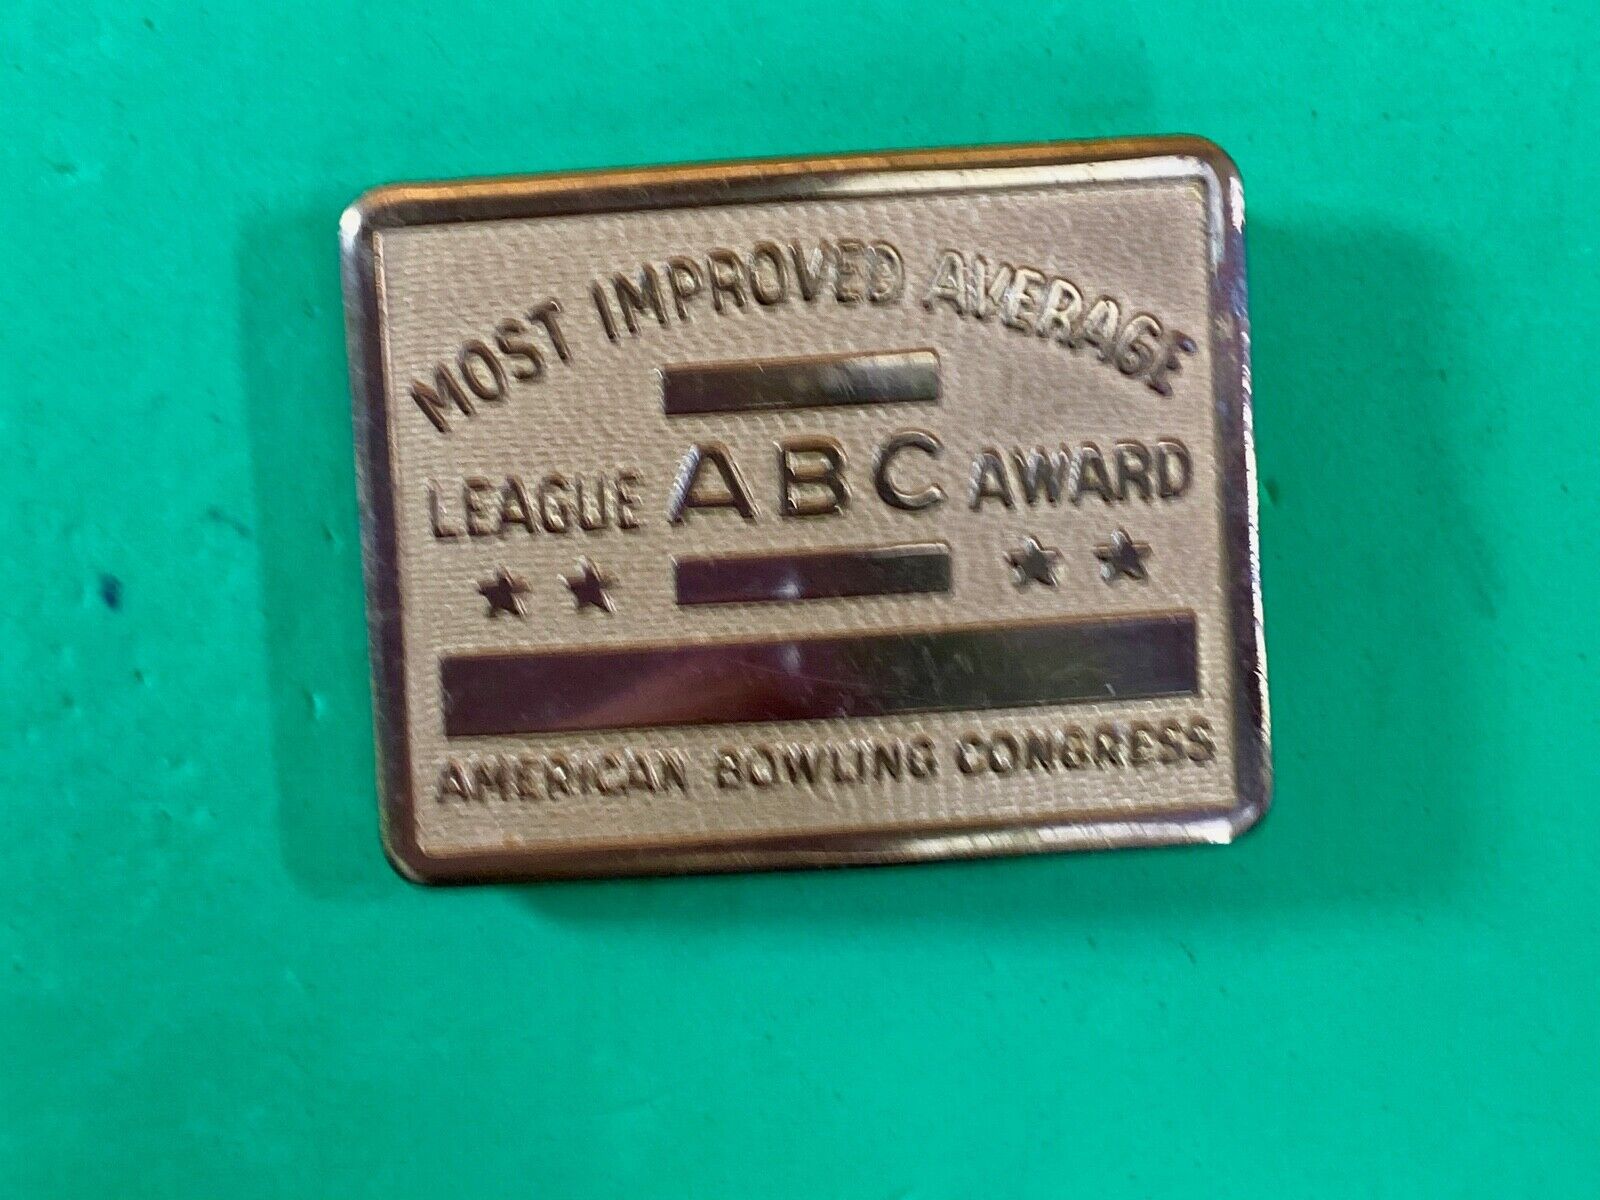 MOST IMPROVED AVERAGE
LEAGUE ABC AWARD
AMERICAN BOWLING CONGRESS